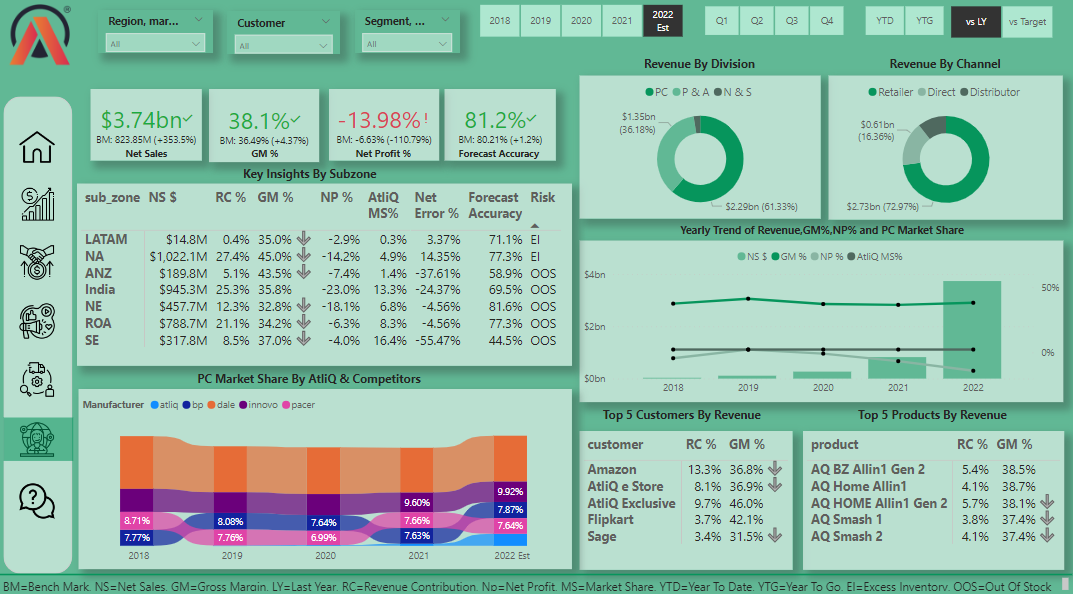 Region, mar...
All
Customer
All
Segment, ...
All
2018
2019
2020
2021
2022 Est
Q1
Q2
Q3
Q4
YTD
YTG
vs LY
vs Target
$3.74bn
BM: 823.85M (+353.5%)
Net Sales
38.1%
BM: 36.49% (+4.37%)
GM %
-13.98%!
BM: -6.63% (-110.79%)
Net Profit %
81.2%
BM: 80.21% (+1.2%)
Forecast Accuracy
Key Insights By Subzone
sub_zone NS $ RC % GM % NP % AtliQ MS% Net Error % Forecast Accuracy Risk
LATAM $14.8M 0.4% 35.0% -2.9% 0.3% 3.37% 71.1% EI
NA $1,022.1M 27.4% 45.0% -14.2% 4.9% 14.35% 77.3% EI
ANZ $189.8M 5.1% 43.5% -7.4% 1.4% -37.61% 58.9% OOS
India $945.3M 25.3% 35.8% -23.0% 13.3% -24.37% 69.5% OOS
NE $457.7M 12.3% 32.8% -18.1% 6.8% -4.56% 81.6% OOS
ROA $788.7M 21.1% 34.2% -6.3% 8.3% -4.56% 77.3% OOS
SE $317.8M 8.5% 37.0% -4.0% 16.4% -55.47% 44.5% OOS
PC Market Share By AtliQ & Competitors
Manufacturer atliq bp dale innovo pacer
9.92%
9.60%
7.87%
8.71% 8.08% 7.64% 7.66% 7.64%
7.77% 7.76% 6.99% 7.63%
2018 2019 2020 2021 2022 Est
Revenue By Division
PC P & A N & S
$1.35bn
(36.18%)
$2.29bn (61.33%)
Revenue By Channel
Retailer Direct Distributor
$0.61bn
(16.36%)
$2.73bn (72.97%)
Yearly Trend of Revenue,GM%,NP% and PC Market Share
NS $ GM % NP % AtliQ MS%
$4bn
50%
$2bn
0%
$0bn
2018 2019 2020 2021 2022
Top 5 Customers By Revenue
customer RC % GM %
Amazon 13.3% 36.8%
AtliQ e Store 8.1% 36.9%
AtliQ Exclusive 9.7% 46.0%
Flipkart 3.7% 42.1%
Sage 3.4% 31.5%
Top 5 Products By Revenue
product RC % GM %
AQ BZ Allin1 Gen 2 5.4% 38.5%
AQ Home Allin1 4.1% 38.7%
AQ HOME Allin1 Gen 2 5.7% 38.1%
AQ Smash 1 3.8% 37.4%
AQ Smash 2 4.1% 37.4%
BM=Bench Mark, NS=Net Sales, GM=Gross Margin, LY=Last Year, RC=Revenue Contribution, Np=Net Profit, MS=Market Share, YTD=Year To Date, YTG=Year To Go, EI=Excess Inventory, OOS=Out Of Stock